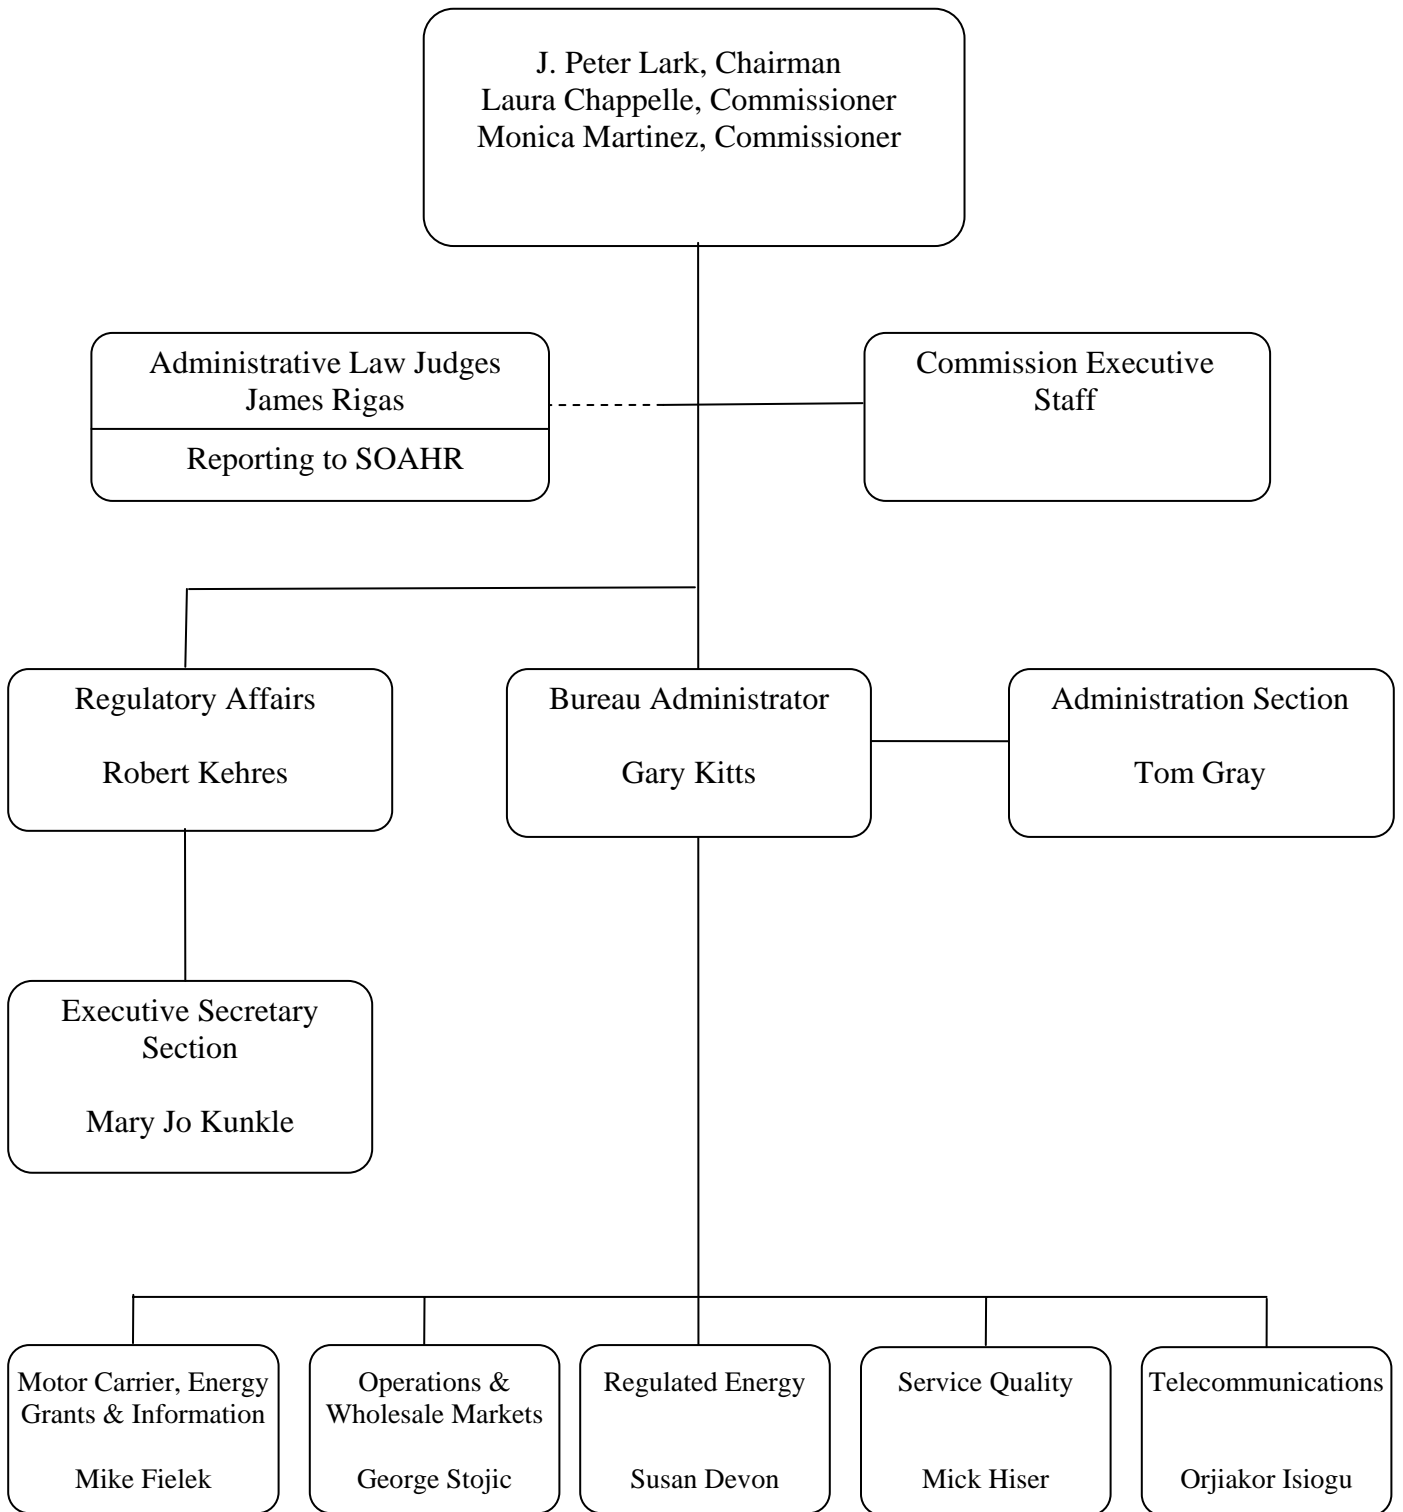 J. Peter Lark, Chairman
Laura Chappelle, Commissioner
Monica Martinez, Commissioner
Administrative Law Judges
James Rigas
Reporting to SOAHR
Commission Executive
Staff
Regulatory Affairs
Robert Kehres
Bureau Administrator
Gary Kitts
Administration Section
Tom Gray
Executive Secretary
Section
Mary Jo Kunkle
Motor Carrier, Energy
Grants & Information
Mike Fielek
Operations &
Wholesale Markets
George Stojic
Regulated Energy
Susan Devon
Service Quality
Mick Hiser
Telecommunications
Orjiakor Isiogu